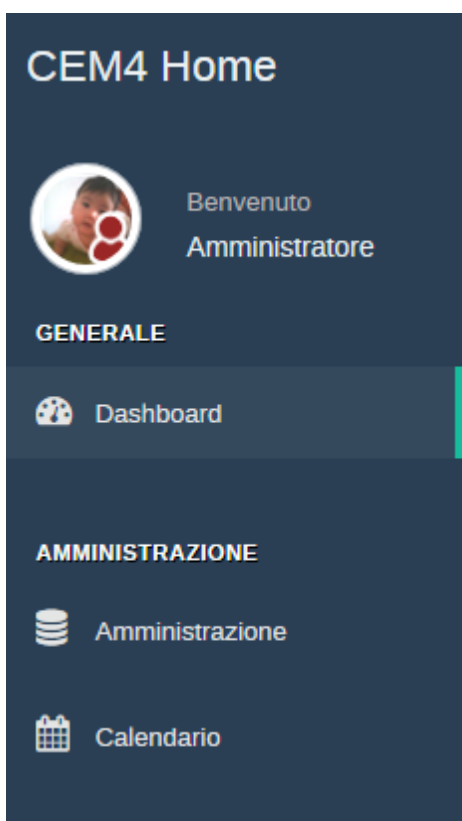 CEM4 Home
Benvenuto
Amministratore
GENERALE
Dashboard
AMMINISTRAZIONE
Amministrazione
Calendario